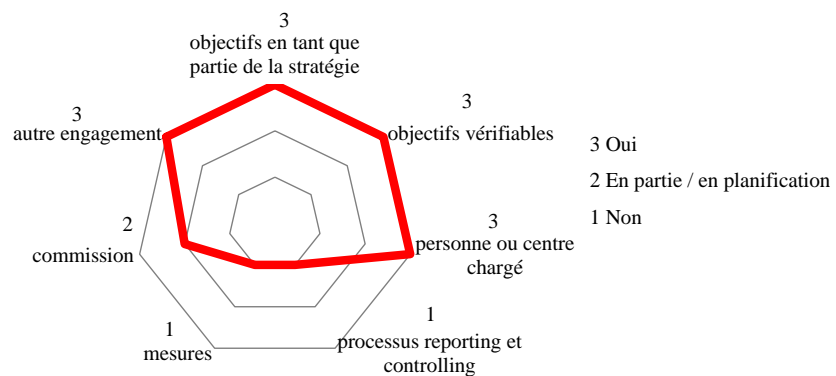 3
objectifs en tant que
partie de la stratégie
3
autre engagement
3
objectifs vérifiables
3 Oui
2 En partie / en planification
1 Non
2
commission
3
personne ou centre
chargé
1
mesures
1
processus reporting et
controlling